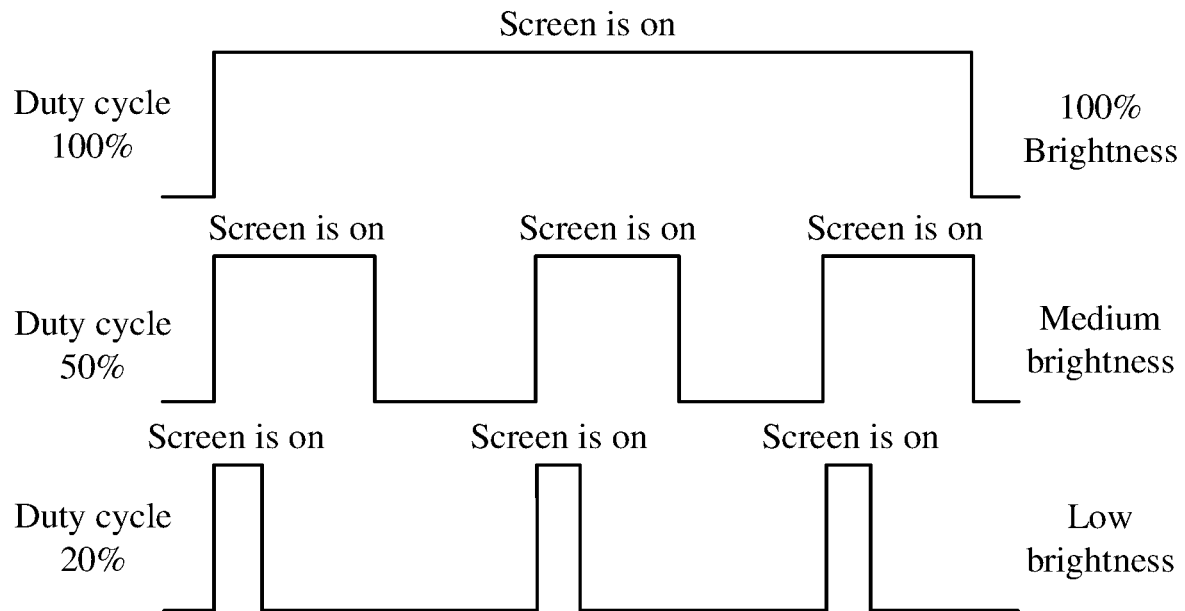 Screen is on
Duty cycle
100%
100%
Brightness
Screen is on
Screen is on
Screen is on
Duty cycle
50%
Medium
brightness
Screen is on
Screen is on
Screen is on
Duty cycle
20%
Low
brightness